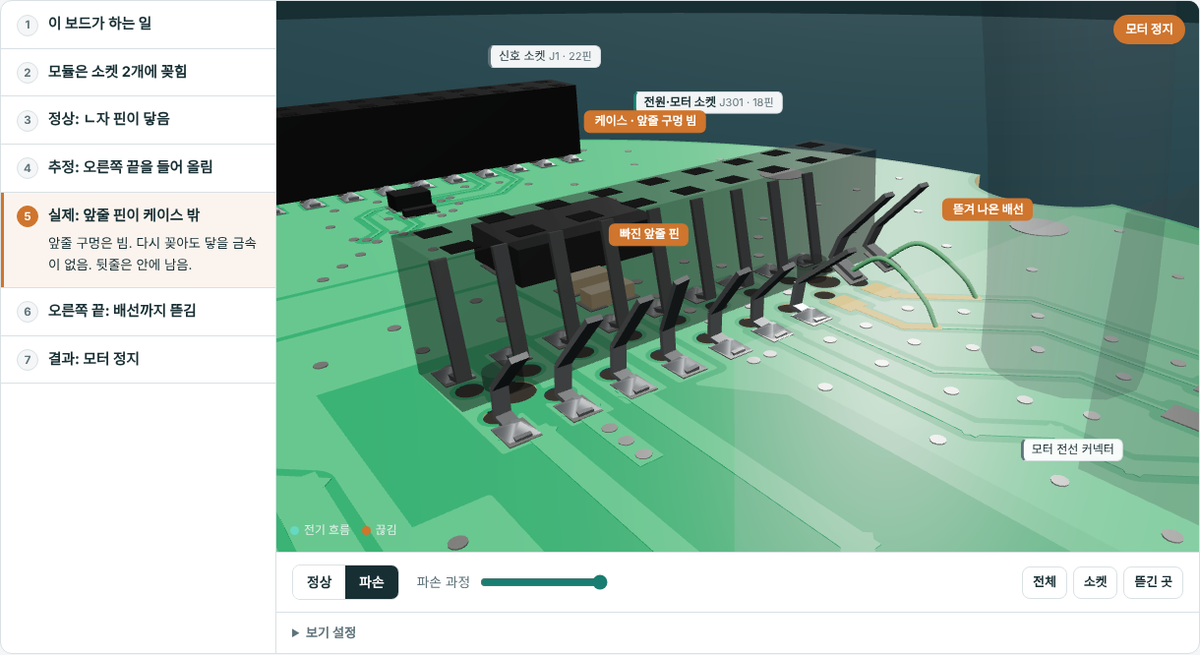 1 이 보드가 하는 일
2 모듈은 소켓 2개에 꽂힘
3 정상: ㄴ자 핀이 닿음
4 추정: 오른쪽 끝을 들어 올림
5 실제: 앞줄 핀이 케이스 밖
앞줄 구멍은 빔. 다시 꽂아도 닿을 금속
이 없음. 뒷줄은 안에 남음.
6 오른쪽 끝: 배선까지 뜯김
7 결과: 모터 정지
모터 정지
신호 소켓 J1 · 22핀
전원·모터 소켓 J301 · 18핀
케이스 · 앞줄 구멍 빔
뜯겨 나온 배선
빠진 앞줄 핀
모터 전선 커넥터
전기 흐름 끊김
정상 파손 파손 과정 전체 소켓 뜯긴 곳
▶ 보기 설정